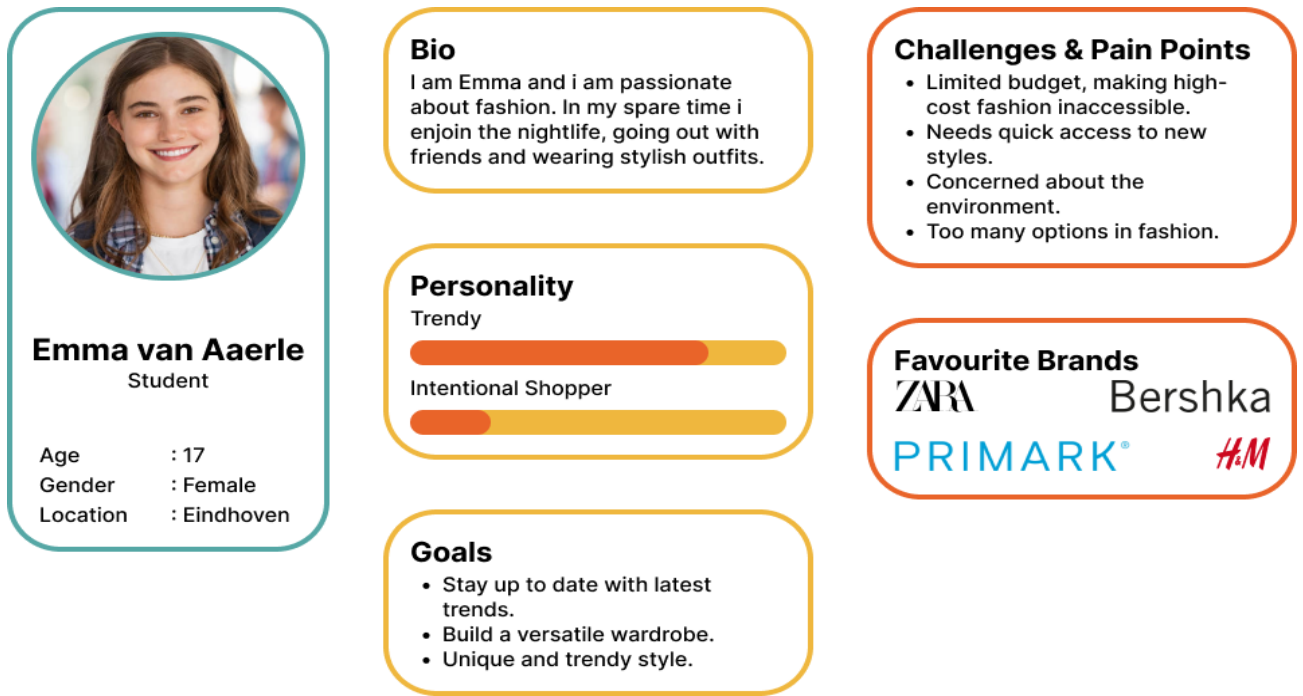 Emma van Aaerle
Student
Age : 17
Gender : Female
Location : Eindhoven
Bio
I am Emma and i am passionate
about fashion. In my spare time i
enjoin the nightlife, going out with
friends and wearing stylish outfits.
Personality
Trendy
Intentional Shopper
Goals
• Stay up to date with latest
trends.
• Build a versatile wardrobe.
• Unique and trendy style.
Challenges & Pain Points
• Limited budget, making high-
cost fashion inaccessible.
• Needs quick access to new
styles.
• Concerned about the
environment.
• Too many options in fashion.
Favourite Brands
ZARA Bershka
PRIMARK® H&M